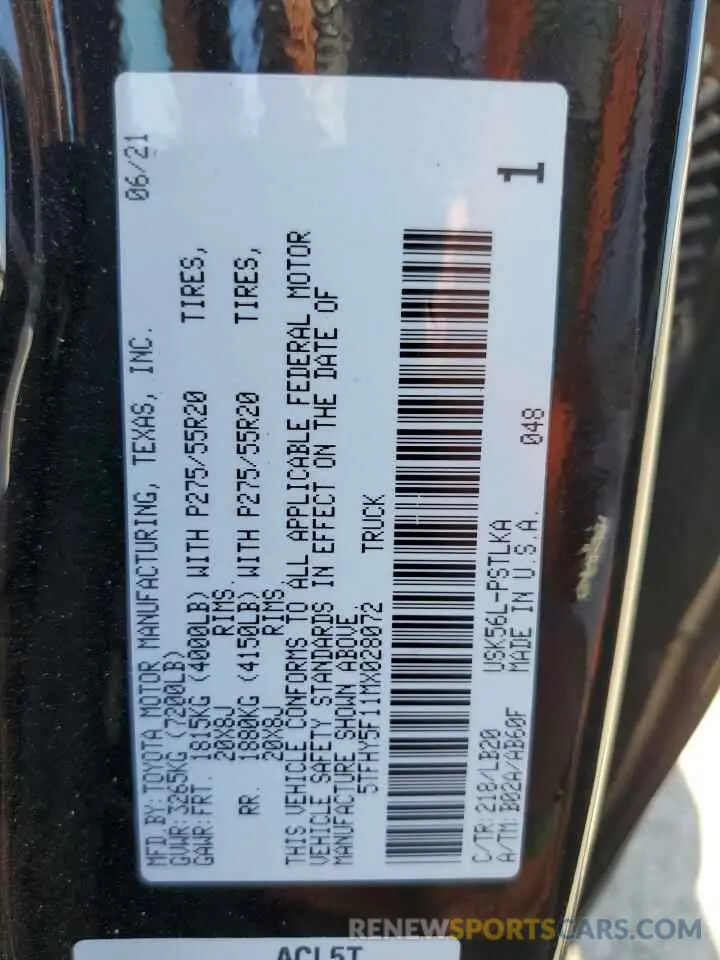 MFD.BY: TOYOTA MOTOR MANUFACTURING, TEXAS, INC. 06/21
GVWR: 3265KG (7200LB)
GAWR:FRT. 1815KG (4000LB) WITH P275/55R20 TIRES,
20X8J RIMS.
RR. 1880KG (4150LB) WITH P275/55R20 TIRES,
20X8J RIMS.
THIS VEHICLE CONFORMS TO ALL APPLICABLE FEDERAL MOTOR
VEHICLE SAFETY STANDARDS IN EFFECT ON THE DATE OF
MANUFACTURE SHOWN ABOVE
5TFHY5F11MX028072 TRUCK
1
C/TR: 218/LB20 USK56L-PSTLKA 048
A/TM: B02A/AB60F MADE IN U.S.A.
ACL5T
RENEWSPORTSCARS.COM